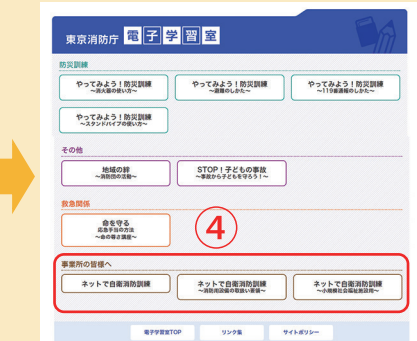 東京消防庁 電子学習室
防災訓練
やってみよう!防災訓練
~消火器の使い方~
やってみよう!防災訓練
~避難のしかた~
やってみよう!防災訓練
~119番通報のしかた~
やってみよう!防災訓練
~スタンドパイプの使い方~
その他
地域の絆
~消防団の活動~
STOP!子どもの事故
~事故から子どもを守ろう!~
救急関係
命を守る
応急手当の方法
~命の尊さ講座~
④
事業所の皆様へ
ネットで自衛消防訓練
ネットで自衛消防訓練
~消防用設備の取扱い要領~
ネットで自衛消防訓練
~小規模社会福祉施設用~
電子学習室TOP リンク集 サイトポリシー